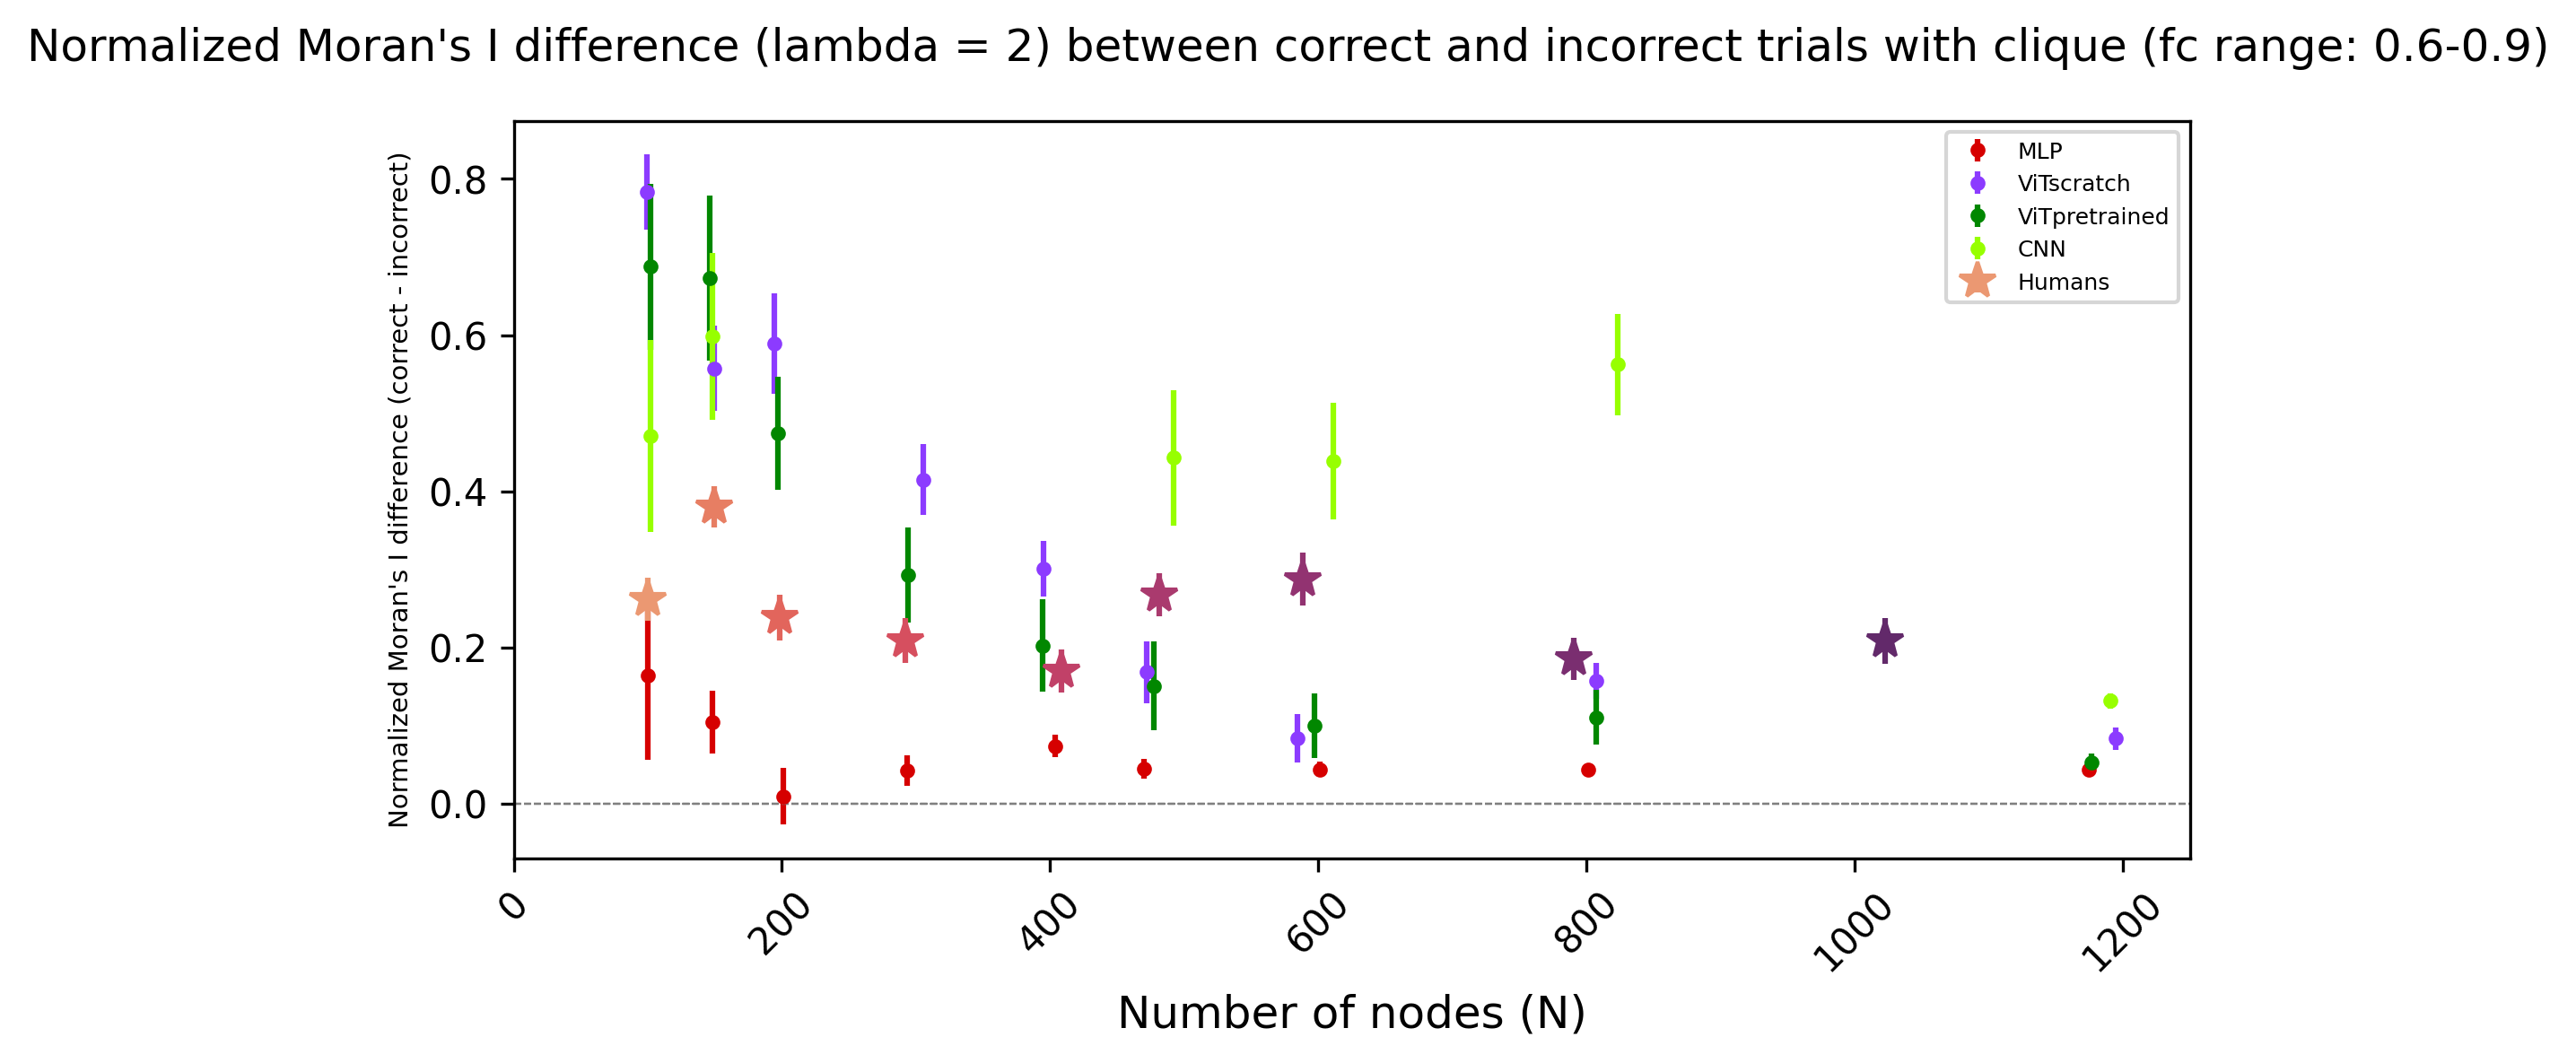 Normalized Moran's I difference (lambda = 2) between correct and incorrect trials with clique (fc range: 0.6-0.9)
Normalized Moran's I difference (correct - incorrect)
0.8
0.6
0.4
0.2
0.0
MLP
ViTscratch
ViTpretrained
CNN
Humans
0
200
400
600
800
1000
1200
Number of nodes (N)